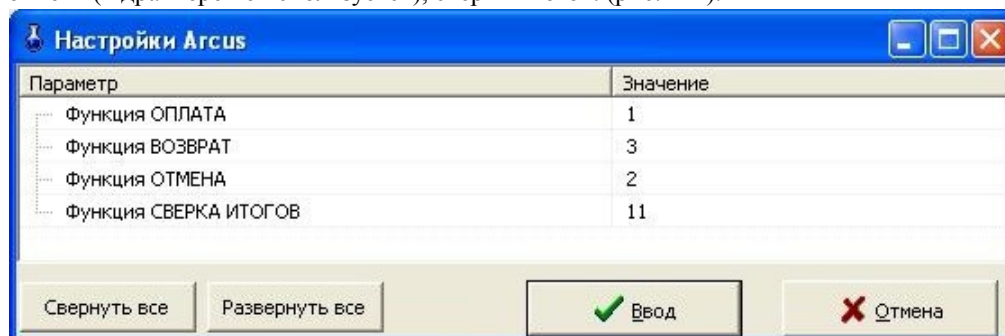 Настройки Arcus
Параметр Значение
Функция ОПЛАТА 1
Функция ВОЗВРАТ 3
Функция ОТМЕНА 2
Функция СВЕРКА ИТОГОВ 11
Свернуть все Развернуть все Ввод Отмена